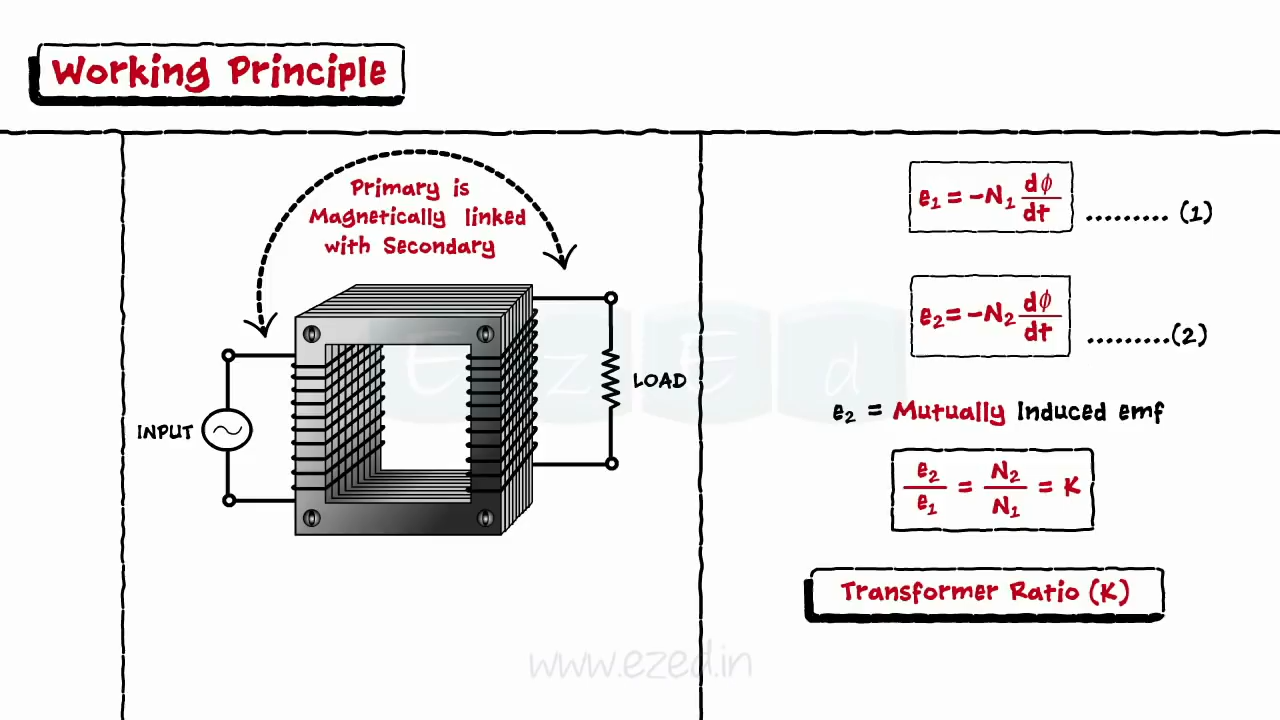 Working Principle
Primary is
Magnetically linked
with Secondary
INPUT
LOAD
e₁ = -N₁ dϕ/dt ......... (1)
e₂ = -N₂ dϕ/dt .........(2)
e₂ = Mutually Induced emf
e₂/e₁ = N₂/N₁ = K
Transformer Ratio (K)
E z E d
www.ezed.in